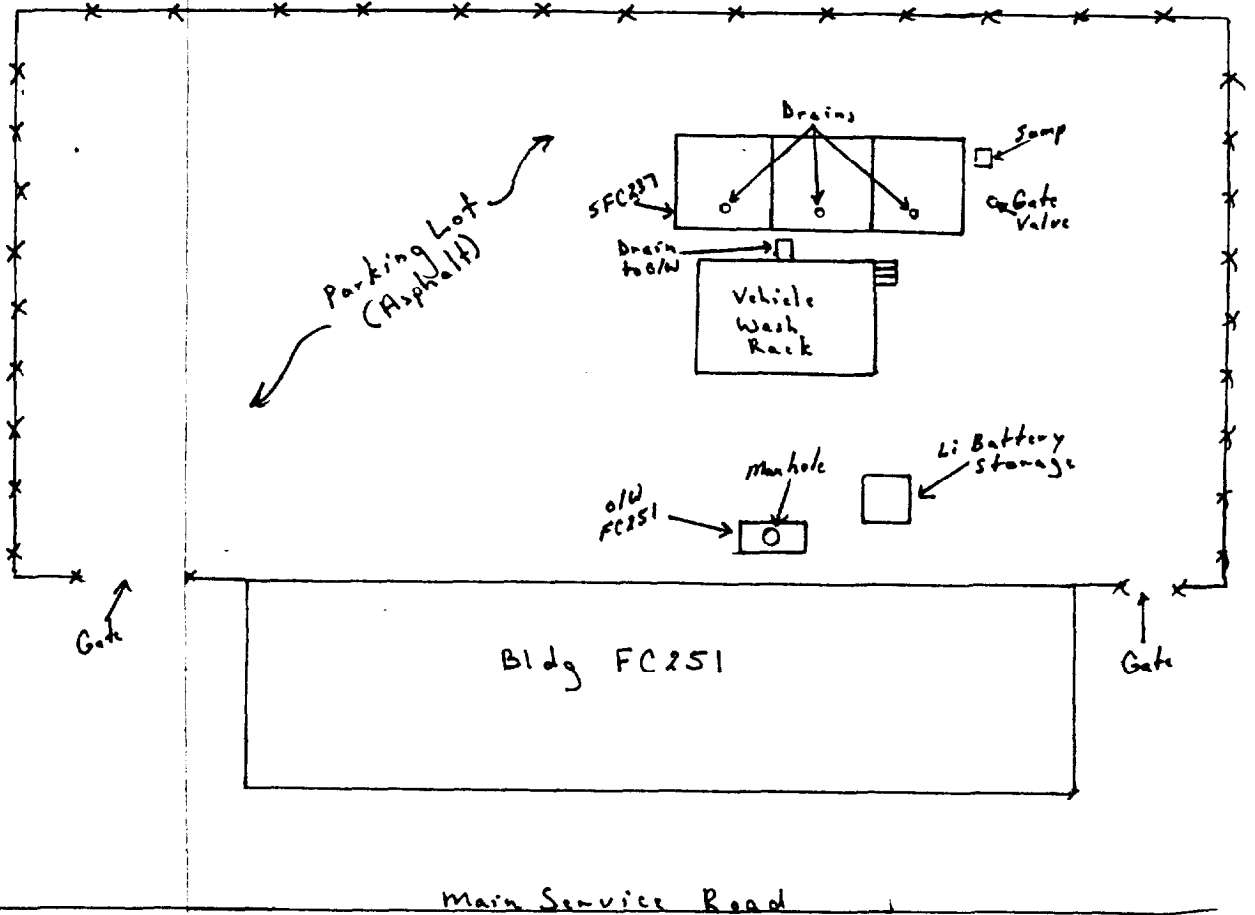 Drains
Sump
SFC237
Gate
Valve
Drain
to O/W
Parking Lot
(Asphalt)
Vehicle
Wash
Rack
Li Battery
Storage
Manhole
O/W
FC251
Gate
Bldg FC251
Gate
Main Service Road